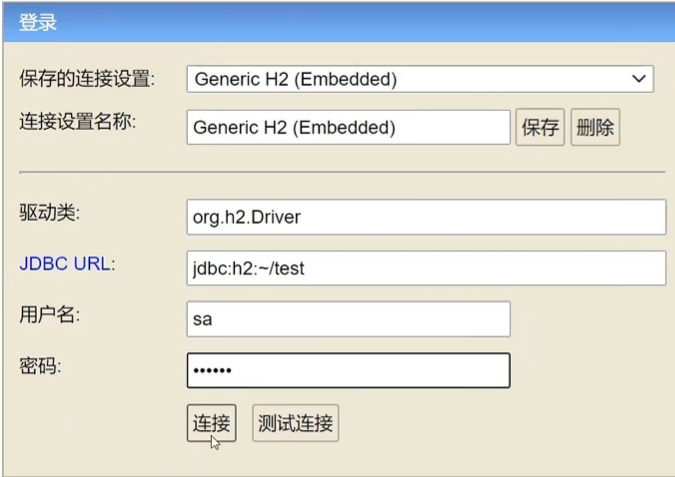 登录
保存的连接设置: Generic H2 (Embedded)
连接设置名称: Generic H2 (Embedded) 保存 删除
驱动类: org.h2.Driver
JDBC URL: jdbc:h2:~/test
用户名: sa
密码: ••••••
连接 测试连接